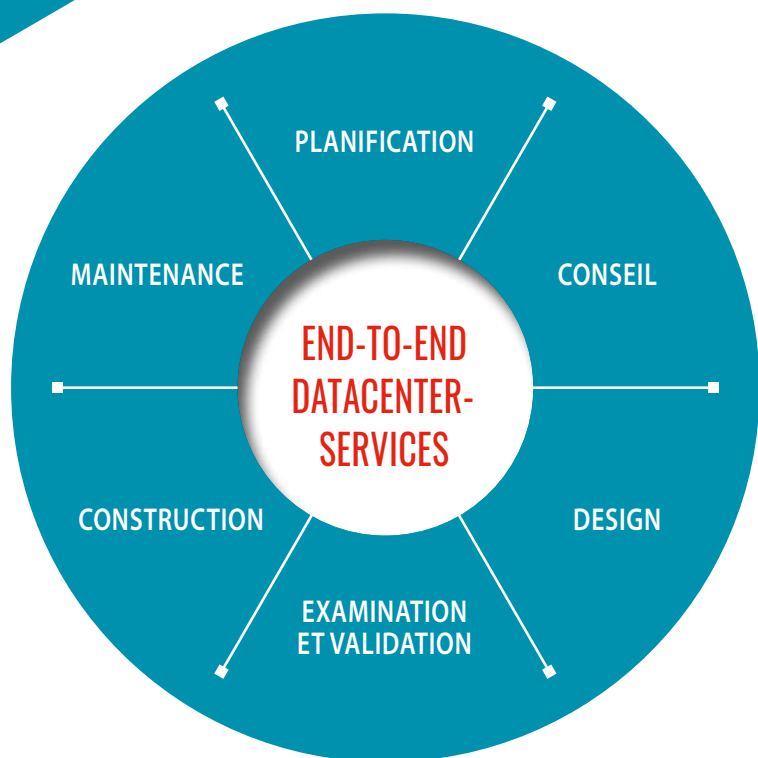 PLANIFICATION
MAINTENANCE
CONSEIL
END-TO-END
DATACENTER-
SERVICES
CONSTRUCTION
DESIGN
EXAMINATION
ET VALIDATION